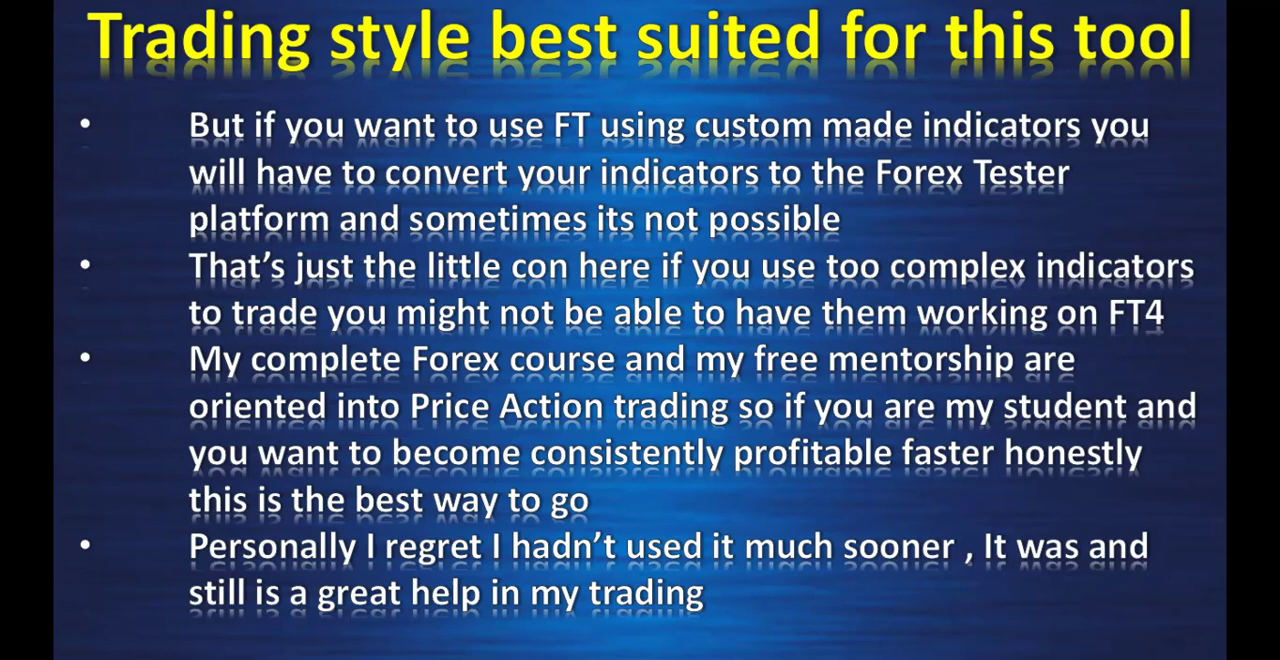 Trading style best suited for this tool
• But if you want to use FT using custom made indicators you
will have to convert your indicators to the Forex Tester
platform and sometimes its not possible
• That’s just the little con here if you use too complex indicators
to trade you might not be able to have them working on FT4
• My complete Forex course and my free mentorship are
oriented into Price Action trading so if you are my student and
you want to become consistently profitable faster honestly
this is the best way to go
• Personally I regret I hadn’t used it much sooner , It was and
still is a great help in my trading